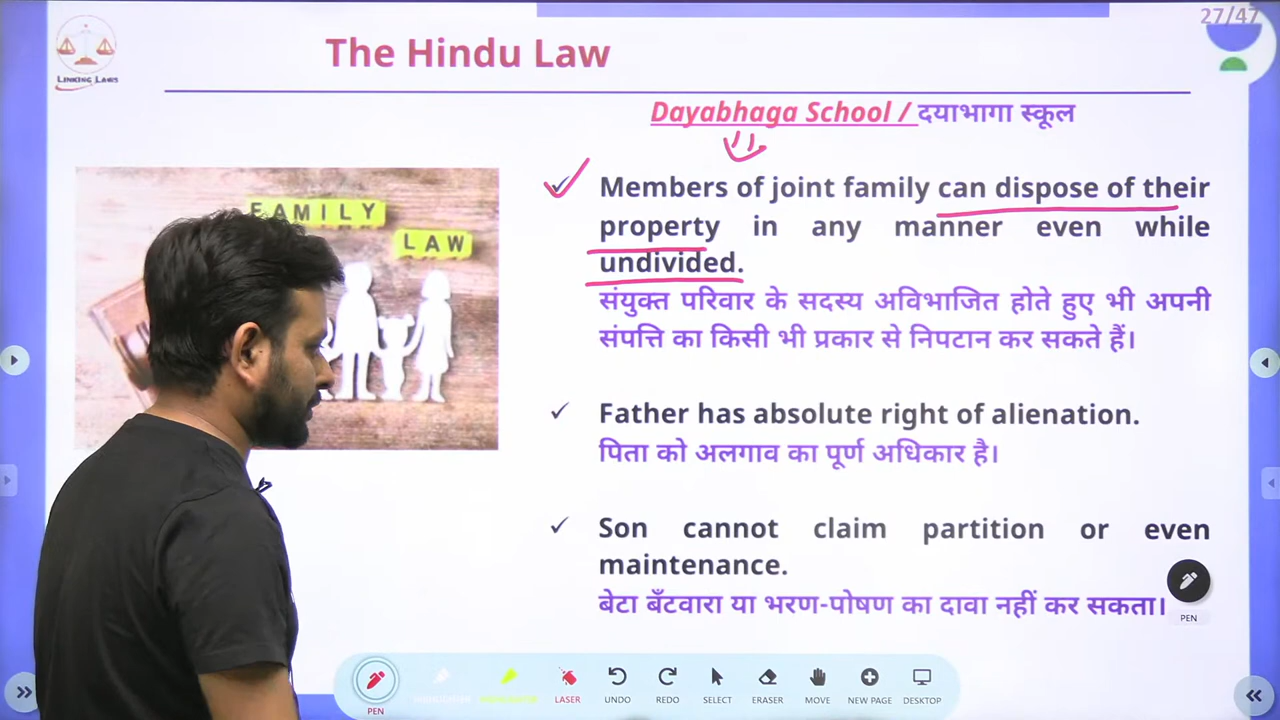 27/47
The Hindu Law
LINKING LAWS
Dayabhaga School / दयाभागा स्कूल
FAMILY
LAW
Members of joint family can dispose of their
property in any manner even while
undivided.
संयुक्त परिवार के सदस्य अविभाजित होते हुए भी अपनी
संपत्ति का किसी भी प्रकार से निपटान कर सकते हैं।
Father has absolute right of alienation.
पिता को अलगाव का पूर्ण अधिकार है।
Son cannot claim partition or even
maintenance.
बेटा बँटवारा या भरण-पोषण का दावा नहीं कर सकता।
PEN
PEN
HIGHLIGHTER
LASER
UNDO
REDO
SELECT
ERASER
MOVE
NEW PAGE
DESKTOP